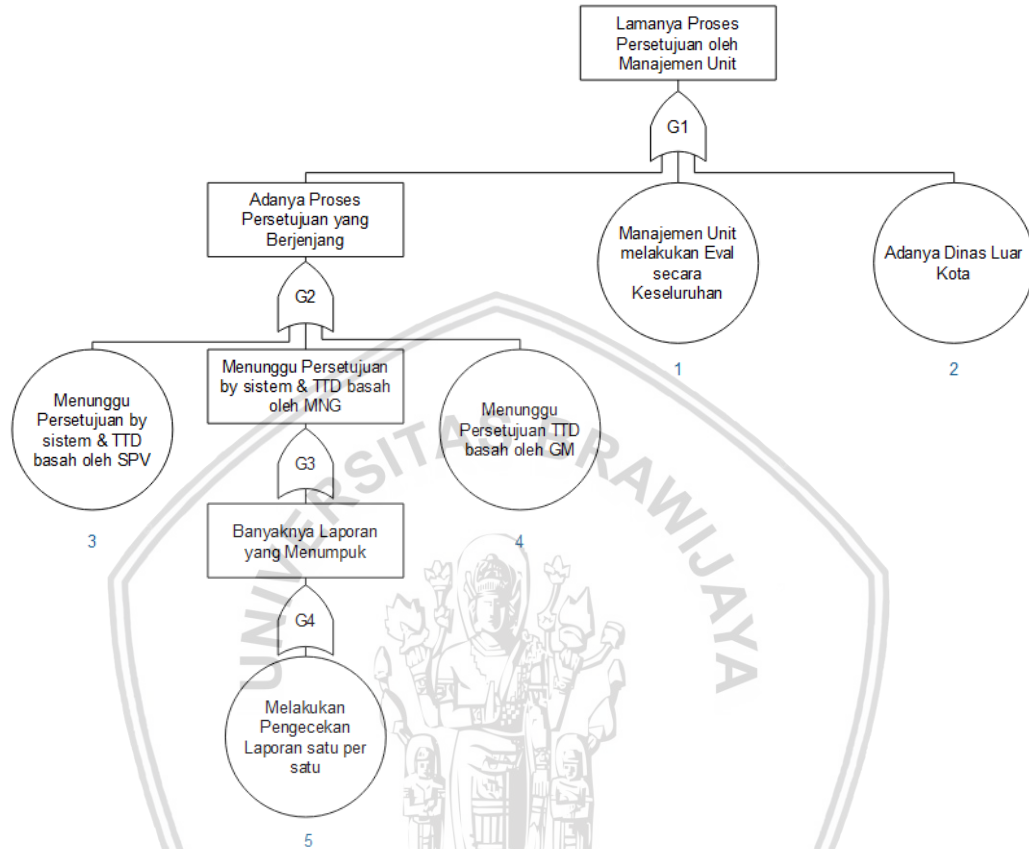 Lamanya Proses
Persetujuan oleh
Manajemen Unit
G1
Adanya Proses
Persetujuan yang
Berjenjang
Manajemen Unit
melakukan Eval
secara
Keseluruhan
Adanya Dinas Luar
Kota
G2
1
2
Menunggu
Persetujuan by
sistem & TTD
basah oleh SPV
Menunggu Persetujuan
by sistem & TTD basah
oleh MNG
Menunggu
Persetujuan TTD
basah oleh GM
G3
3
Banyaknya Laporan
yang Menumpuk
4
G4
Melakukan
Pengecekan
Laporan satu per
satu
5
UNIVERSITAS BRAWIJAYA